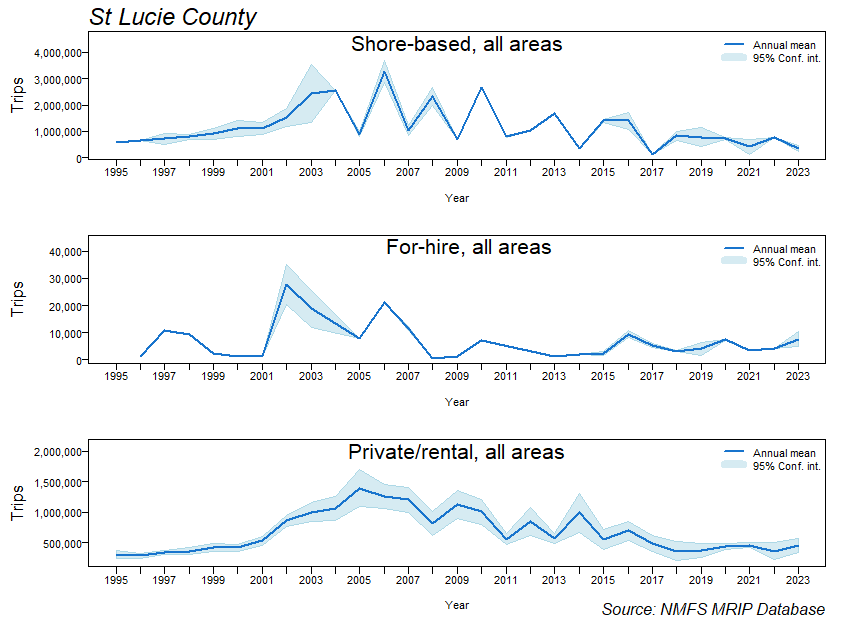 St Lucie County
Shore-based, all areas
Annual mean
95% Conf. int.
Trips
4,000,000
3,000,000
2,000,000
1,000,000
0
1995 1997 1999 2001 2003 2005 2007 2009 2011 2013 2015 2017 2019 2021 2023
Year
For-hire, all areas
Annual mean
95% Conf. int.
Trips
40,000
30,000
20,000
10,000
0
1995 1997 1999 2001 2003 2005 2007 2009 2011 2013 2015 2017 2019 2021 2023
Year
Private/rental, all areas
Annual mean
95% Conf. int.
Trips
2,000,000
1,500,000
1,000,000
500,000
1995 1997 1999 2001 2003 2005 2007 2009 2011 2013 2015 2017 2019 2021 2023
Year
Source: NMFS MRIP Database